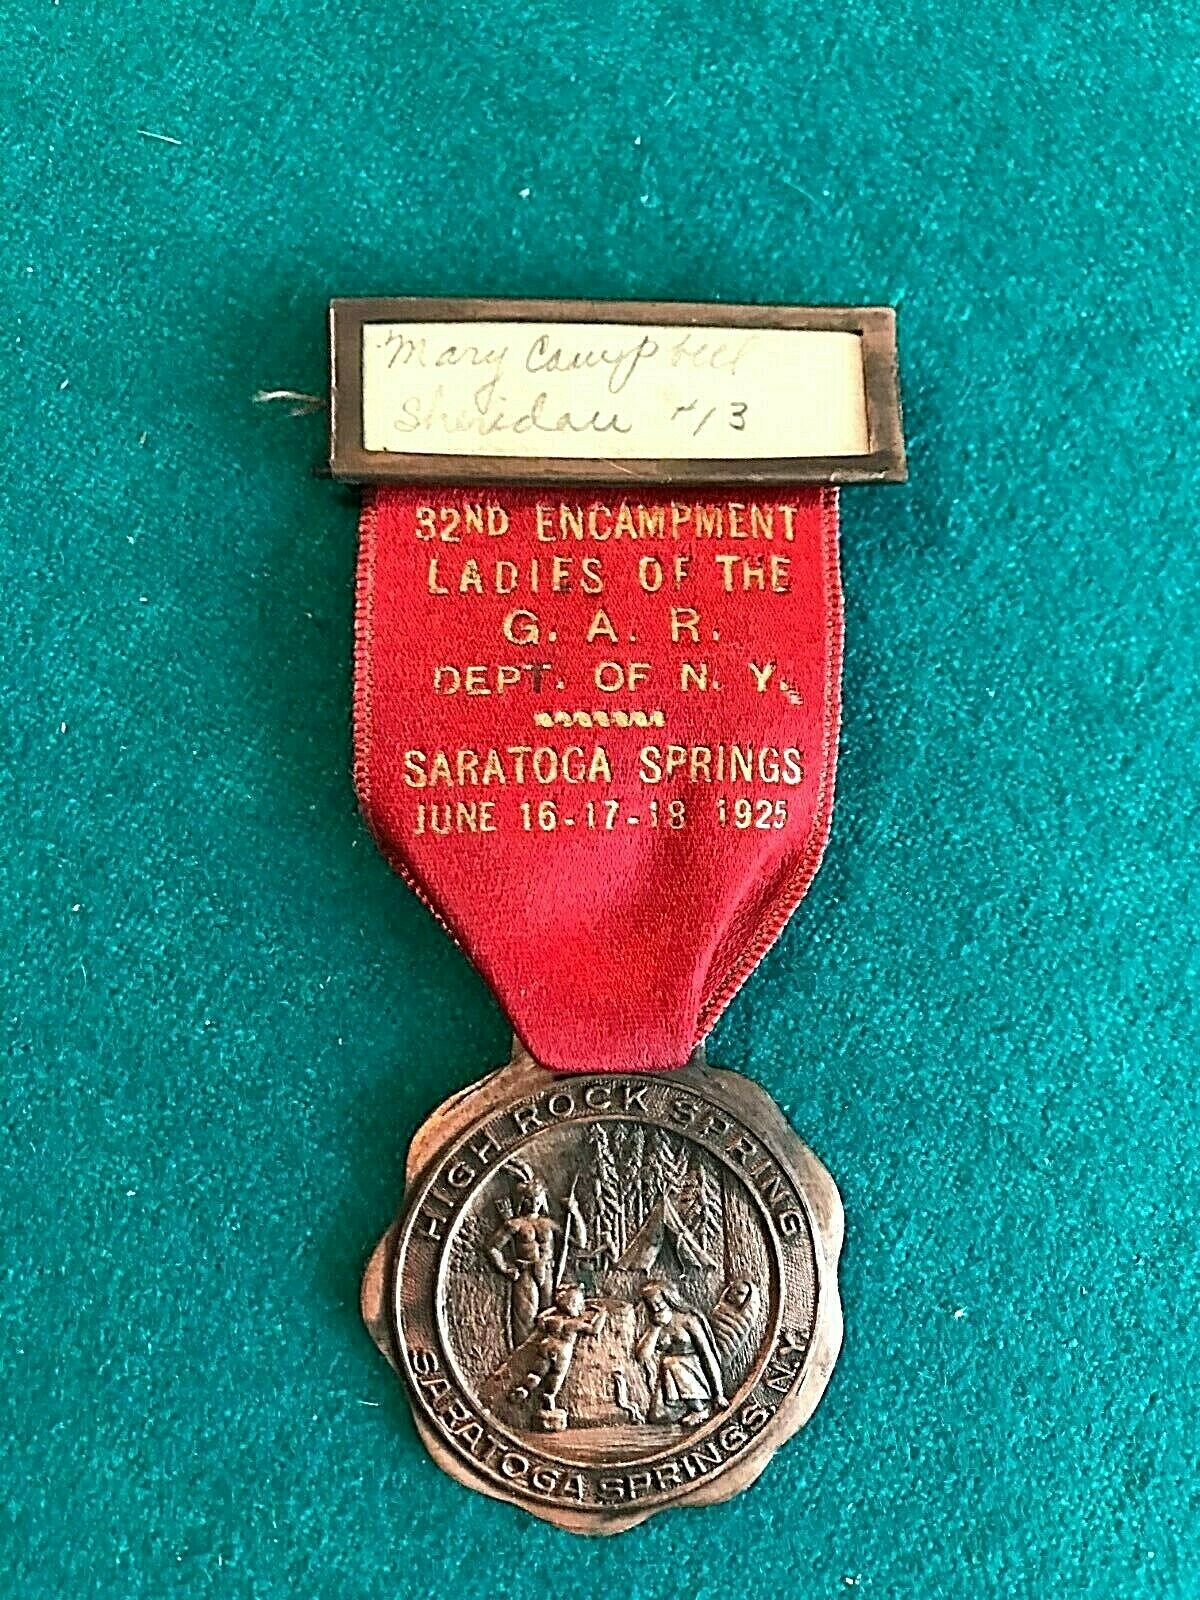 Mary Campbell
Sheridan #13
32ND ENCAMPMENT
LADIES OF THE
G. A. R.
DEPT. OF N. Y.
SARATOGA SPRINGS
JUNE 16-17-18 1925
HIGH ROCK SPRING
SARATOGA SPRINGS, N.Y.